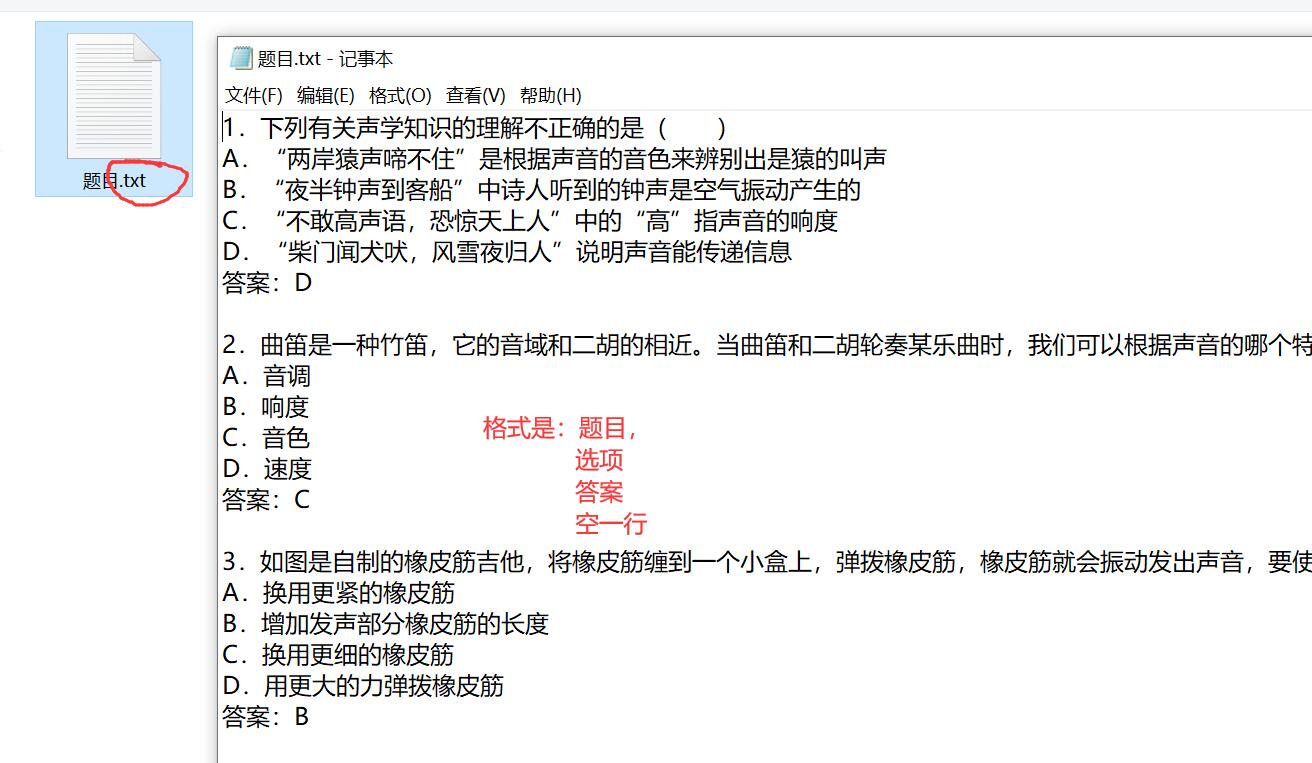 题目.txt
题目.txt - 记事本
文件(F) 编辑(E) 格式(O) 查看(V) 帮助(H)
1．下列有关声学知识的理解不正确的是（　　）
A．“两岸猿声啼不住”是根据声音的音色来辨别出是猿的叫声
B．“夜半钟声到客船”中诗人听到的钟声是空气振动产生的
C．“不敢高声语，恐惊天上人”中的“高”指声音的响度
D．“柴门闻犬吠，风雪夜归人”说明声音能传递信息
答案：D
2．曲笛是一种竹笛，它的音域和二胡的相近。当曲笛和二胡轮奏某乐曲时，我们可以根据声音的哪个特
A．音调
B．响度
C．音色
D．速度
答案：C
格式是：题目，
选项
答案
空一行
3．如图是自制的橡皮筋吉他，将橡皮筋缠到一个小盒上，弹拨橡皮筋，橡皮筋就会振动发出声音，要使
A．换用更紧的橡皮筋
B．增加发声部分橡皮筋的长度
C．换用更细的橡皮筋
D．用更大的力弹拨橡皮筋
答案：B